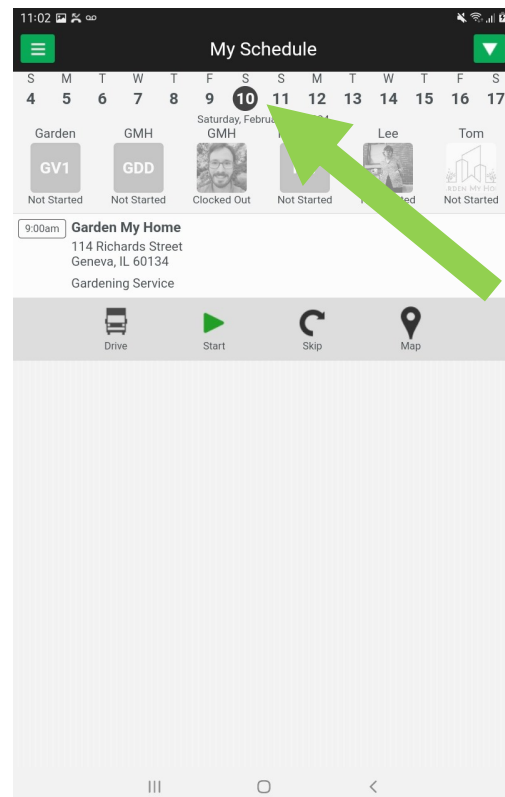 11:02
My Schedule
S M T W T F S S M T W T F S
4 5 6 7 8 9 10 11 12 13 14 15 16 17
Saturday,
Garden GMH GMH Lee Tom
GV1 GDD
Not Started Not Started Clocked Out Not Started Not Started
9:00am Garden My Home
114 Richards Street
Geneva, IL 60134
Gardening Service
Drive Start Skip Map